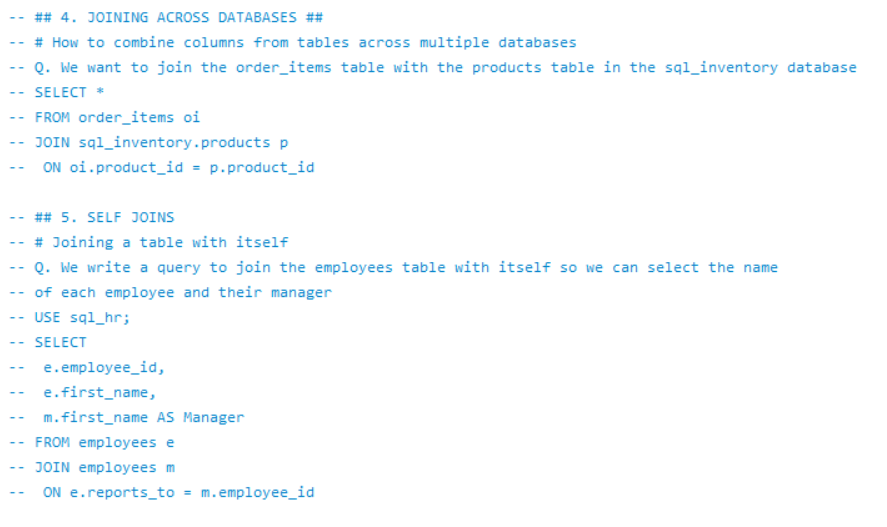 -- ## 4. JOINING ACROSS DATABASES ##
-- # How to combine columns from tables across multiple databases
-- Q. We want to join the order_items table with the products table in the sql_inventory database
-- SELECT *
-- FROM order_items oi
-- JOIN sql_inventory.products p
--  ON oi.product_id = p.product_id

-- ## 5. SELF JOINS
-- # Joining a table with itself
-- Q. We write a query to join the employees table with itself so we can select the name
-- of each employee and their manager
-- USE sql_hr;
-- SELECT
--  e.employee_id,
--  e.first_name,
--  m.first_name AS Manager
-- FROM employees e
-- JOIN employees m
--  ON e.reports_to = m.employee_id